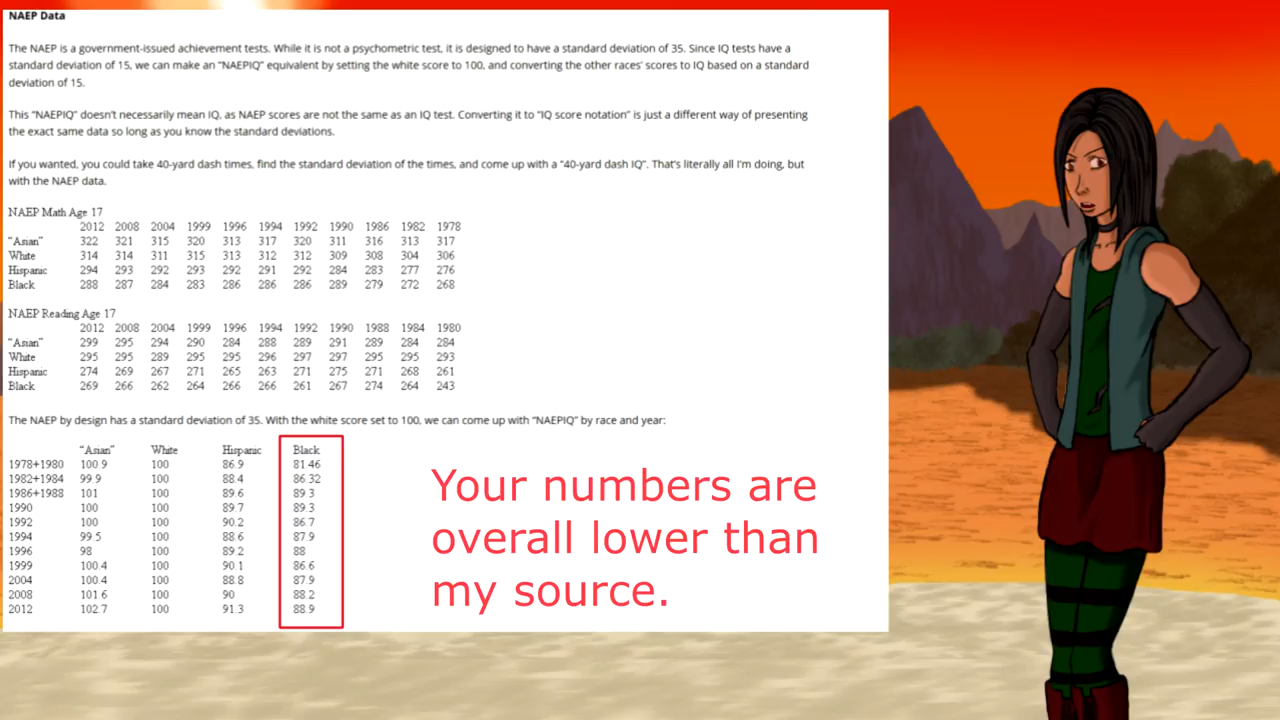 NAEP Data
The NAEP is a government-issued achievement tests. While it is not a psychometric test, it is designed to have a standard deviation of 35. Since IQ tests have a
standard deviation of 15, we can make an "NAEPIQ" equivalent by setting the white score to 100, and converting the other races' scores to IQ based on a standard
deviation of 15.
This "NAEPIQ" doesn't necessarily mean IQ, as NAEP scores are not the same as an IQ test. Converting it to "IQ score notation" is just a different way of presenting
the exact same data so long as you know the standard deviations.
If you wanted, you could take 40-yard dash times, find the standard deviation of the times, and come up with a "40-yard dash IQ". That's literally all I'm doing, but
with the NAEP data.
NAEP Math Age 17
2012 2008 2004 1999 1996 1994 1992 1990 1986 1982 1978
"Asian" 322 321 315 320 313 317 320 311 316 313 317
White 314 314 311 315 313 312 312 309 308 304 306
Hispanic 294 293 292 293 292 291 292 284 283 277 276
Black 288 287 284 283 286 286 286 289 279 272 268
NAEP Reading Age 17
2012 2008 2004 1999 1996 1994 1992 1990 1988 1984 1980
"Asian" 299 295 294 290 284 288 289 291 289 284 284
White 295 295 289 295 295 296 297 297 295 295 293
Hispanic 274 269 267 271 265 263 271 275 271 268 261
Black 269 266 262 264 266 266 261 267 274 264 243
The NAEP by design has a standard deviation of 35. With the white score set to 100, we can come up with "NAEPIQ" by race and year:
"Asian" White Hispanic Black
1978+1980 100.9 100 86.9 81.46
1982+1984 99.9 100 88.4 86.32
1986+1988 101 100 89.6 89.3
1990 100 100 89.7 89.3
1992 100 100 90.2 86.7
1994 99.5 100 88.6 87.9
1996 98 100 89.2 88
1999 100.4 100 90.1 86.6
2004 100.4 100 88.8 87.9
2008 101.6 100 90 88.2
2012 102.7 100 91.3 88.9
Your numbers are
overall lower than
my source.